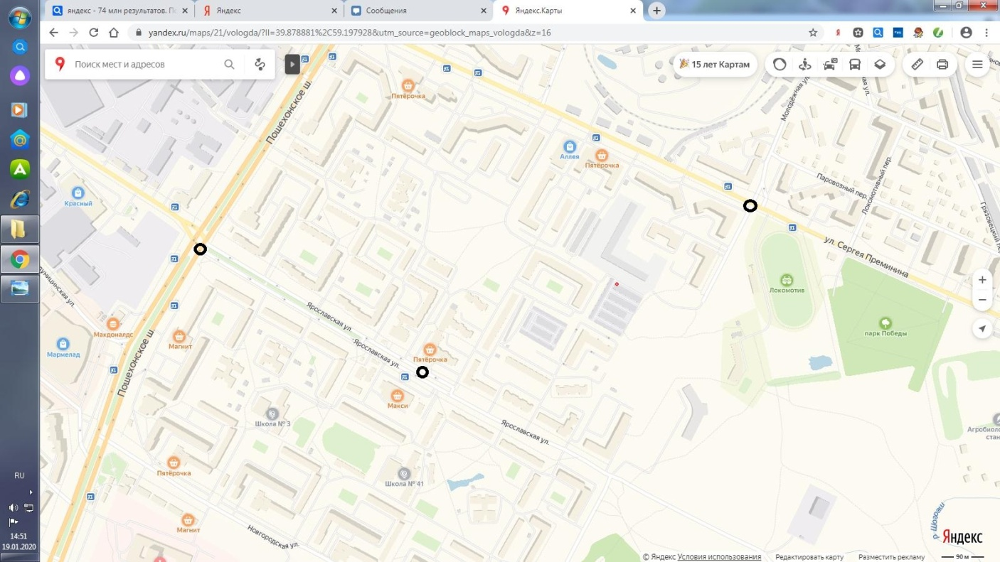 яндекс - 74 млн результатов. По
Яндекс
Сообщения
Яндекс.Карты
yandex.ru/maps/21/vologda/?ll=39.878881%2C59.197928&utm_source=geoblock_maps_vologda&z=16
Поиск мест и адресов
15 лет Картам
Пошехонское ш.
Пятёрочка
Молодёжная ул.
Аллея
Пятёрочка
Паровозный пер.
Локомотивный пер.
Красный
ул. Сергея Преминина
Локомотив
Ярославская ул.
Макдоналдс
Магнит
парк Победы
Мармелад
Пошехонское ш.
Ярославская ул.
Пятёрочка
Макси
Школа № 3
Ярославская ул.
Агробиол
стан
Пятёрочка
Школа № 41
RU
Магнит
Новгородская ул.
р. Шограш
Яндекс
14:51
19.01.2020
© Яндекс Условия использования
Редактировать карту
Разместить рекламу
90 м